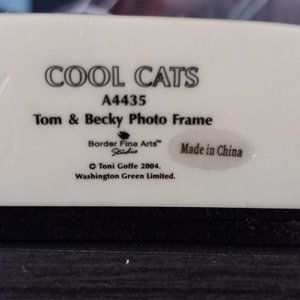 COOL CATS
A4435
Tom & Becky Photo Frame
Border Fine Arts™
Studio
Made in China
© Toni Goffe 2004.
Washington Green Limited.